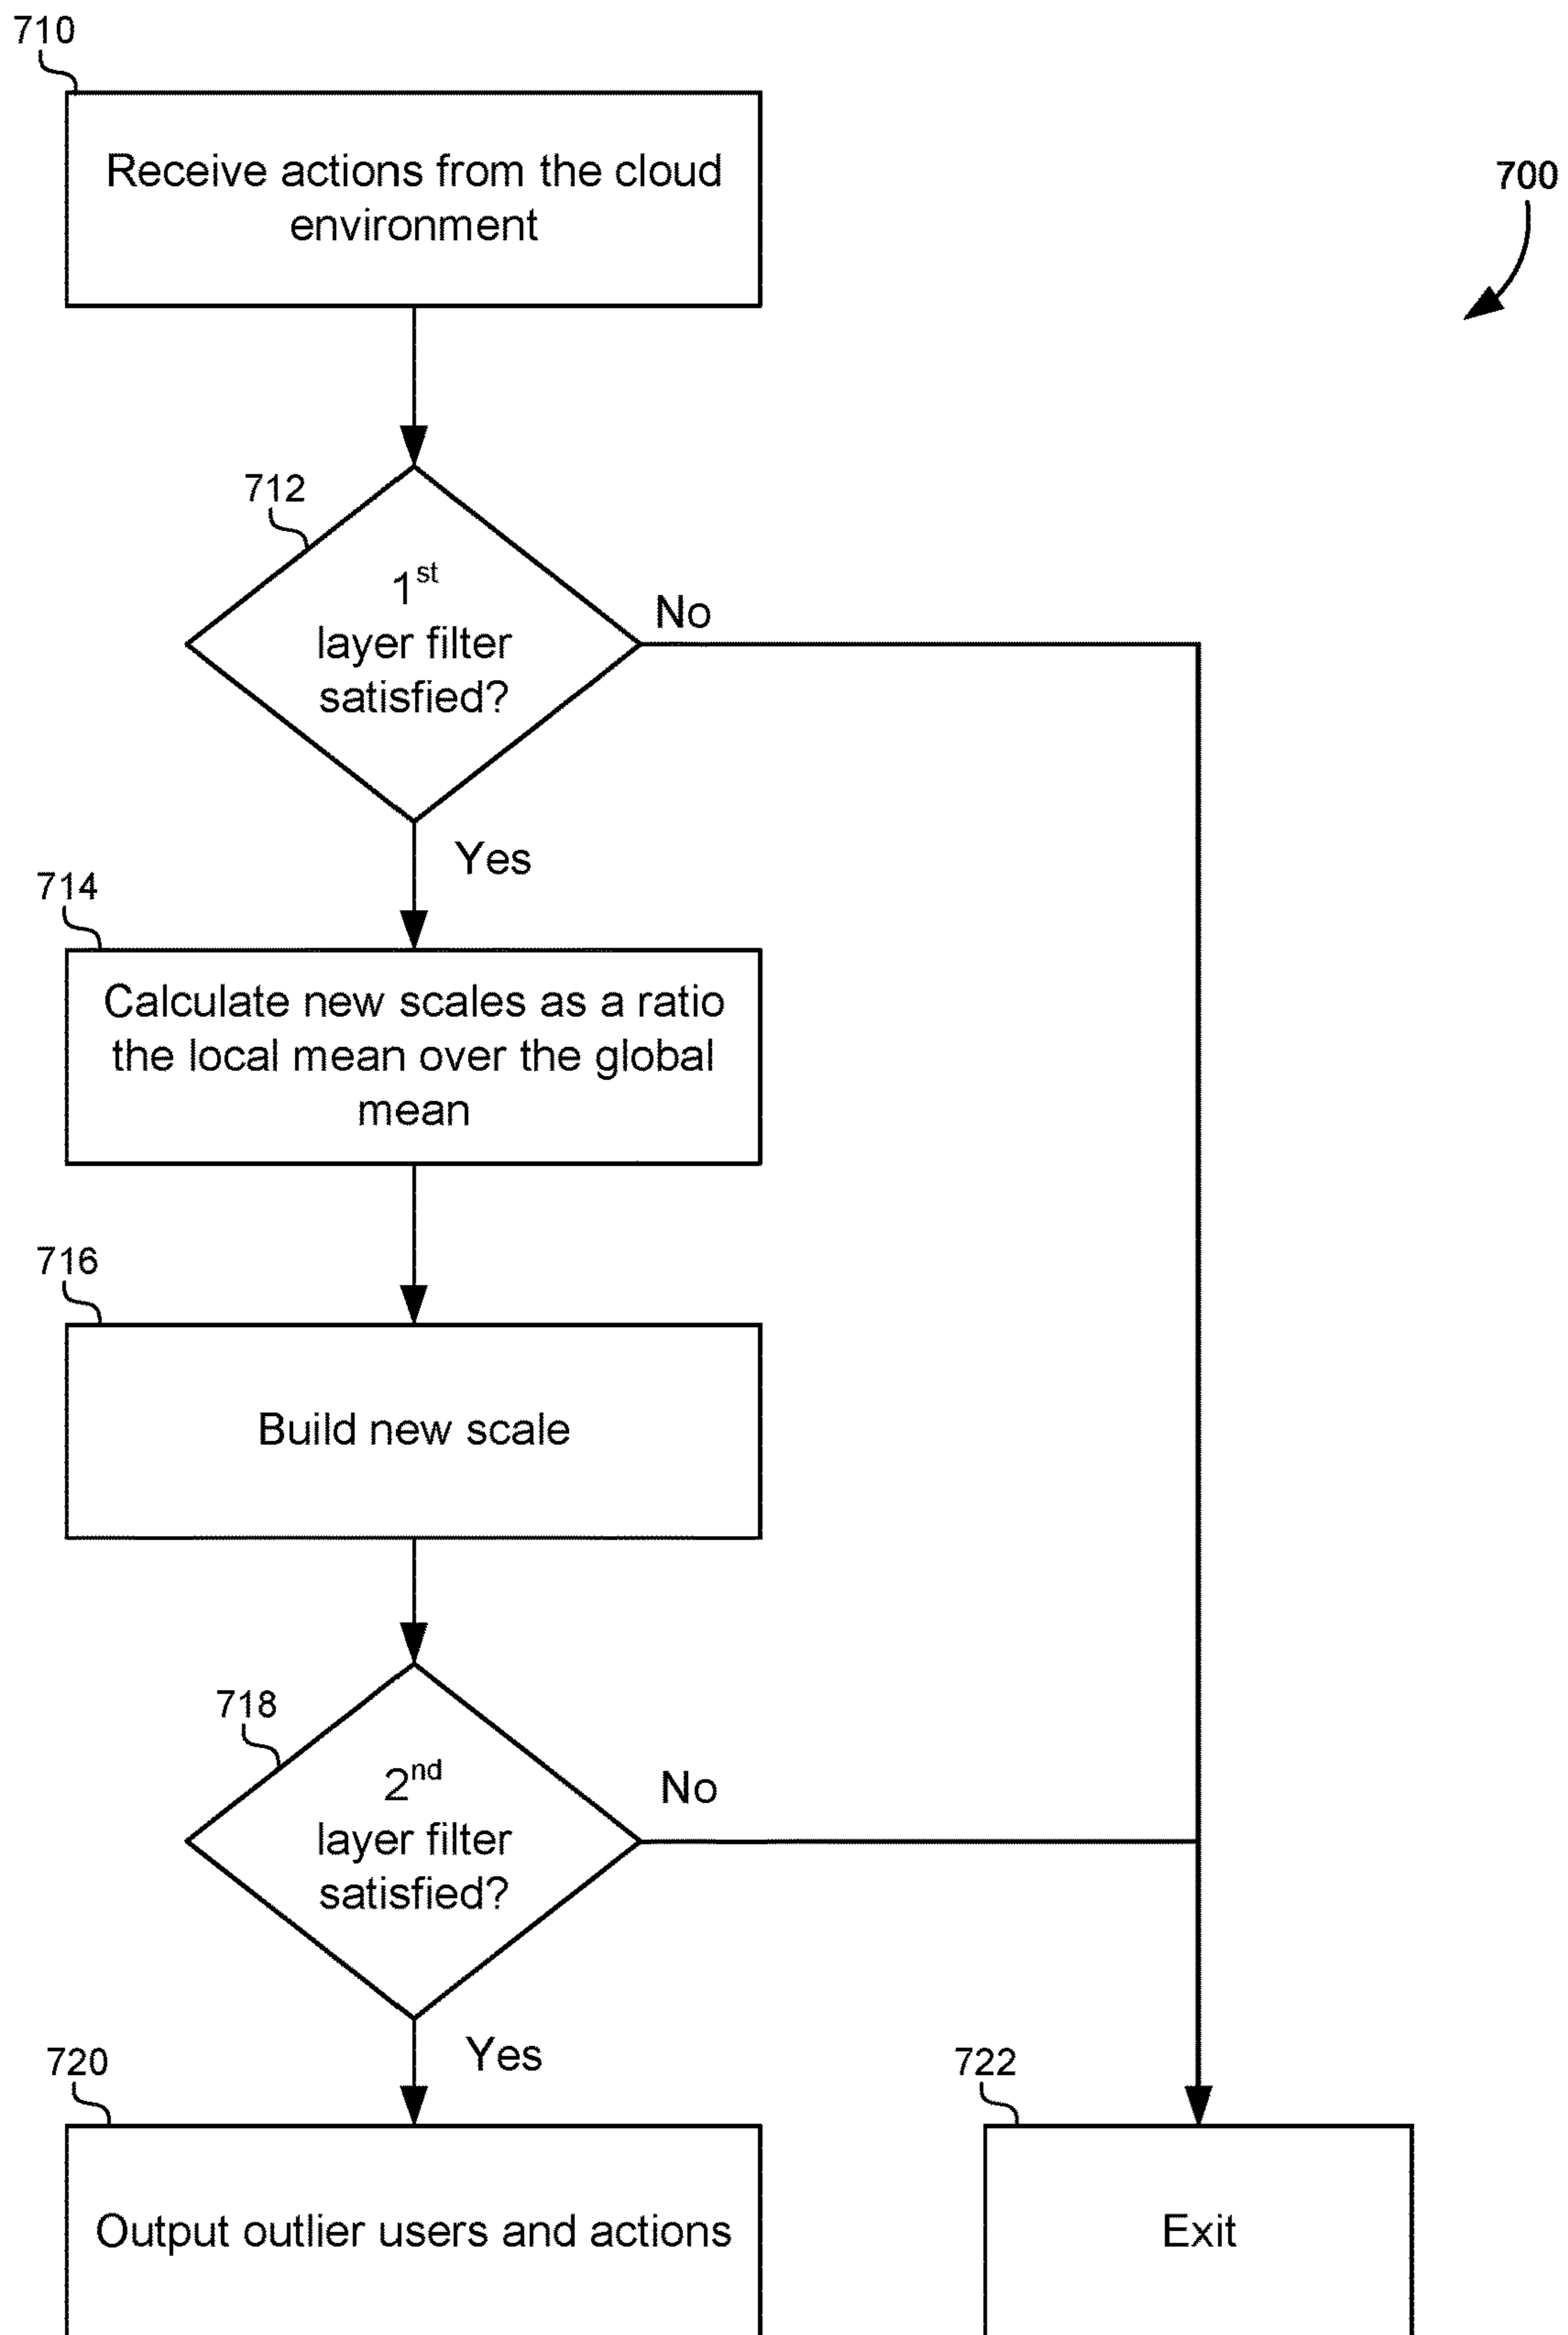 710
Receive actions from the cloud
environment
700
712
1st
layer filter
satisfied?
No
Yes
714
Calculate new scales as a ratio
the local mean over the global
mean
716
Build new scale
718
2nd
layer filter
satisfied?
No
Yes
720
Output outlier users and actions
722
Exit